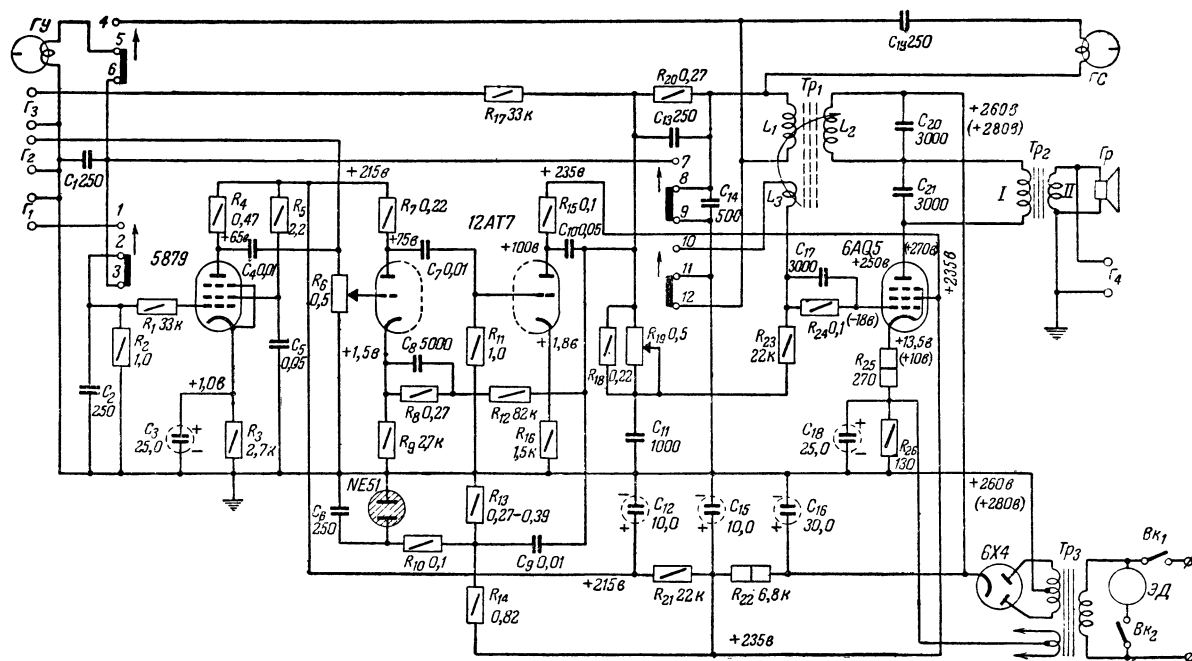 ГУ
4
5
6
C₁₉ 250
ГС
R₂₀ 0,27
Tp₁
Г₃
R₁₇ 33к
C₁₃ 250
L₁
L₂
C₂₀
3000
+260в
(+280в)
Г₂
C₁ 250
7
Tp₂
Гр
+215в
+235в
8
R₄
0,47
R₅
2,2
R₇ 0,22
12AT7
R₁₅ 0,1
C₁₄
500
C₂₁
3000
I
II
Г₁
1
9
L₃
2
+65в
C₄ 0,01
+75в
C₇ 0,01
+100в
C₁₀ 0,05
10
C₁₇
3000
6AQ5
+250в
(+270в)
+235в
3
5879
R₆
0,5
11
Г₄
12
R₁ 33к
R₂₄ 0,1
(-18в)
R₂
1,0
C₅
0,05
+1,5в
C₈ 5000
R₁₁
1,0
+1,8в
R₁₉ 0,5
R₂₃
22к
+13,5в
(+10в)
R₁₈ 0,22
R₂₅
270
C₂
250
+1,0в
R₈ 0,27
R₁₂ 82к
C₃
25,0
+
−
R₃
2,7к
R₉ 2,7к
R₁₆
1,5к
C₁₁
1000
C₁₈
25,0
+
−
R₂₆
130
NE51
R₁₃
0,27-0,39
−
C₁₂
10,0
+
−
C₁₅
10,0
+
−
C₁₆
30,0
+
+260в
(+280в)
C₆
250
R₁₀ 0,1
C₉ 0,01
6X4
Tp₃
Вк₁
+215в
R₂₁ 22к
R₂₂ 6,8к
ЭД
R₁₄
0,82
Вк₂
+235в